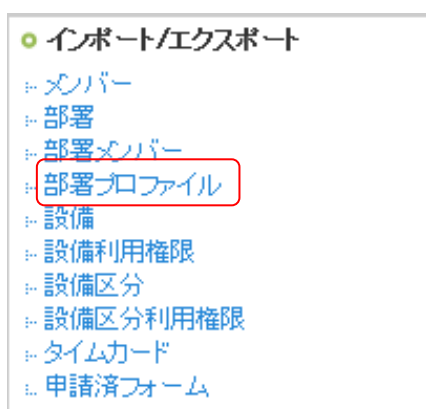 インポート/エクスポート
メンバー
部署
部署メンバー
部署プロファイル
設備
設備利用権限
設備区分
設備区分利用権限
タイムカード
申請済フォーム